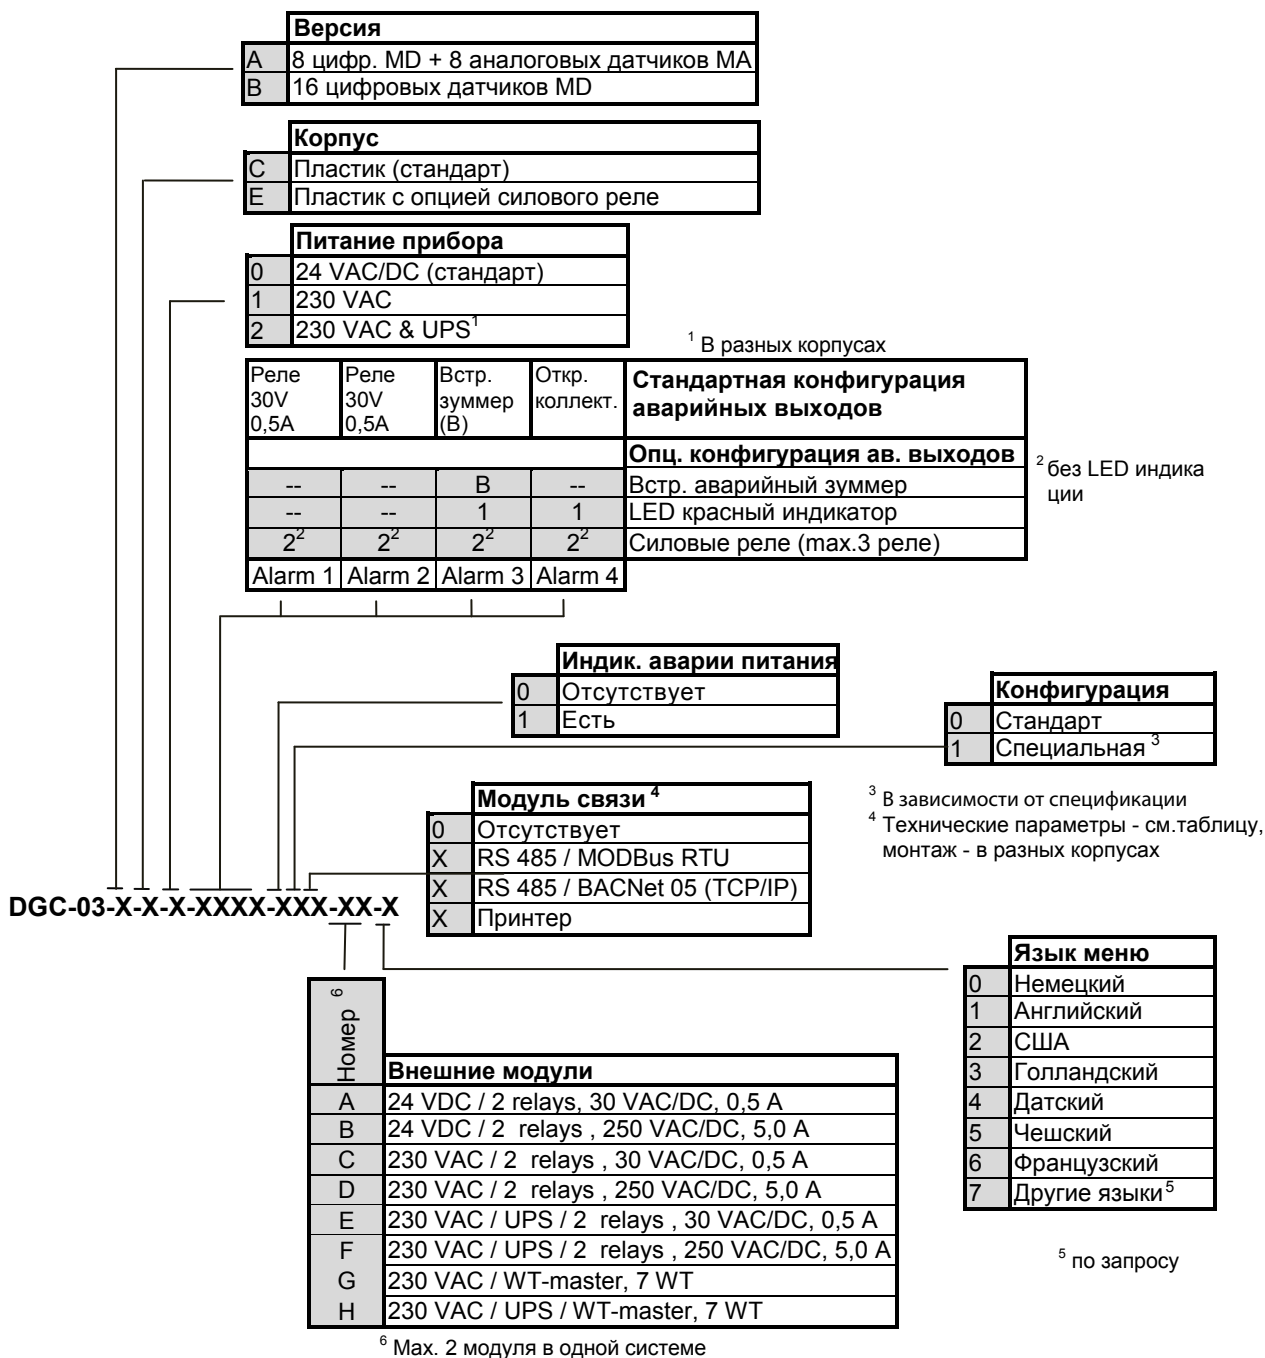 Версия
A 8 цифр. MD + 8 аналоговых датчиков MA
B 16 цифровых датчиков MD
Корпус
C Пластик (стандарт)
E Пластик с опцией силового реле
Питание прибора
0 24 VAC/DC (стандарт)
1 230 VAC
2 230 VAC & UPS¹
¹ В разных корпусах
Реле 30V 0,5A Реле 30V 0,5A Встр. зуммер (B) Откр. коллект. Стандартная конфигурация аварийных выходов
Опц. конфигурация ав. выходов
-- -- B -- Встр. аварийный зуммер
-- -- 1 1 LED красный индикатор
2² 2² 2² 2² Силовые реле (max.3 реле)
Alarm 1 Alarm 2 Alarm 3 Alarm 4
² без LED индика
ции
Индик. аварии питания
0 Отсутствует
1 Есть
Конфигурация
0 Стандарт
1 Специальная ³
Модуль связи ⁴
0 Отсутствует
X RS 485 / MODBus RTU
X RS 485 / BACNet 05 (TCP/IP)
X Принтер
³ В зависимости от спецификации
⁴ Технические параметры - см.таблицу,
монтаж - в разных корпусах
DGC-03-X-X-X-XXXX-XXX-XX-X
Язык меню
0 Немецкий
1 Английский
2 США
3 Голландский
4 Датский
5 Чешский
6 Французский
7 Другие языки⁵
⁵ по запросу
Номер ⁶
Внешние модули
A 24 VDC / 2 relays, 30 VAC/DC, 0,5 A
B 24 VDC / 2 relays , 250 VAC/DC, 5,0 A
C 230 VAC / 2 relays , 30 VAC/DC, 0,5 A
D 230 VAC / 2 relays , 250 VAC/DC, 5,0 A
E 230 VAC / UPS / 2 relays , 30 VAC/DC, 0,5 A
F 230 VAC / UPS / 2 relays , 250 VAC/DC, 5,0 A
G 230 VAC / WT-master, 7 WT
H 230 VAC / UPS / WT-master, 7 WT
⁶ Max. 2 модуля в одной системе